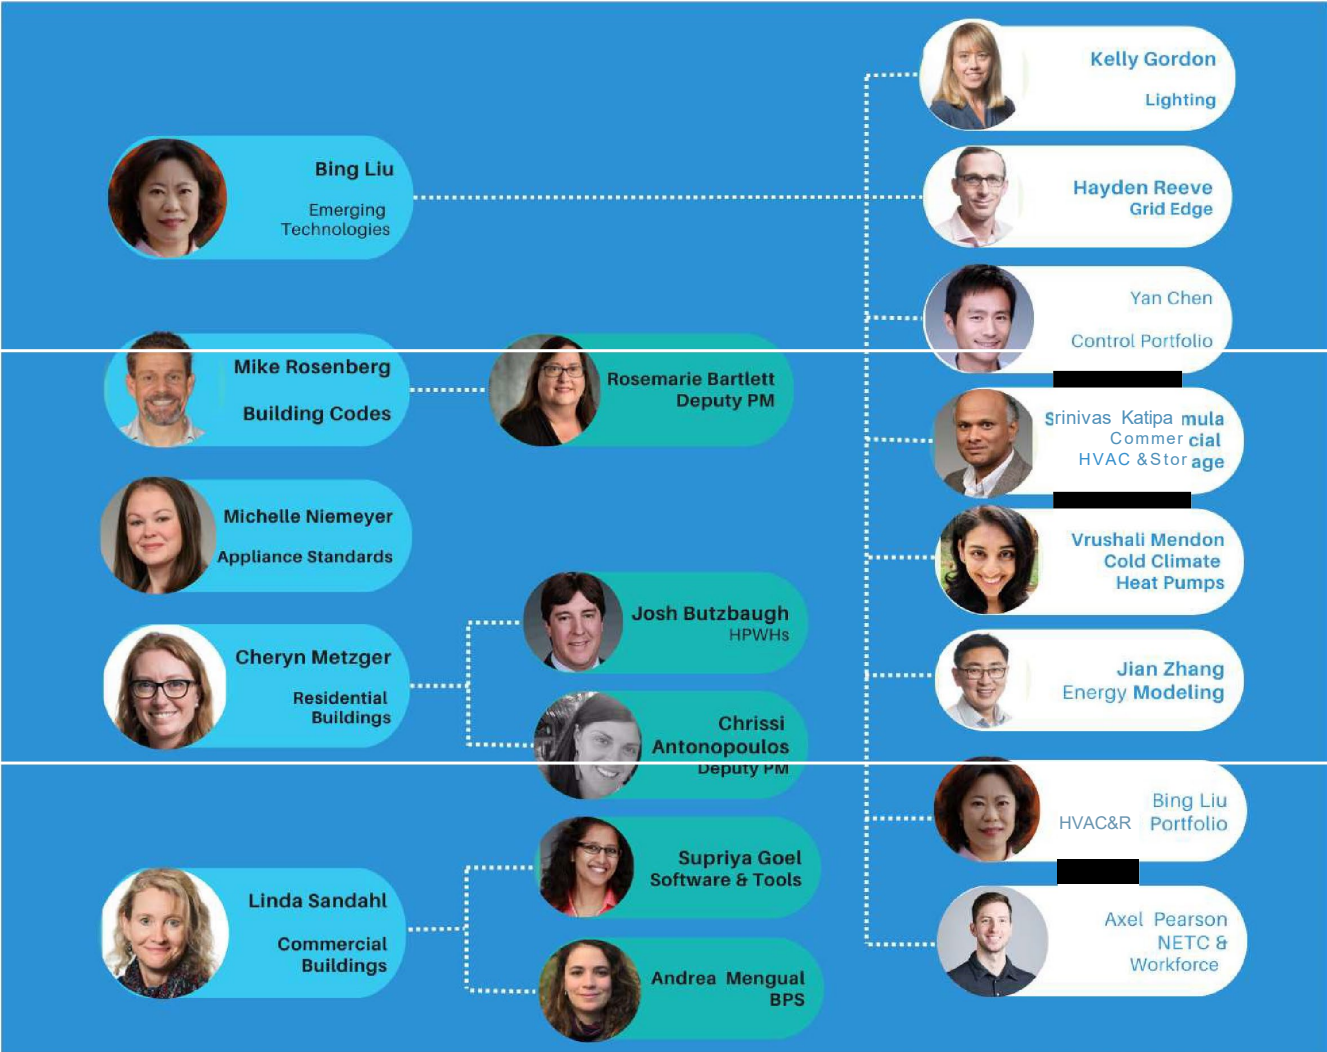 Bing Liu
Emerging
Technologies
Mike Rosenberg
Building Codes
Rosemarie Bartlett
Deputy PM
Michelle Niemeyer
Appliance Standards
Cheryn Metzger
Residential
Buildings
Josh Butzbaugh
HPWHs
Chrissi
Antonopoulos
Deputy PM
Linda Sandahl
Commercial
Buildings
Supriya Goel
Software & Tools
Andrea Mengual
BPS
Kelly Gordon
Lighting
Hayden Reeve
Grid Edge
Yan Chen
Control Portfolio
Srinivas Katipamula
Commercial
HVAC &Storage
Vrushali Mendon
Cold Climate
Heat Pumps
Jian Zhang
Energy Modeling
Bing Liu
HVAC&R Portfolio
Axel Pearson
NETC &
Workforce